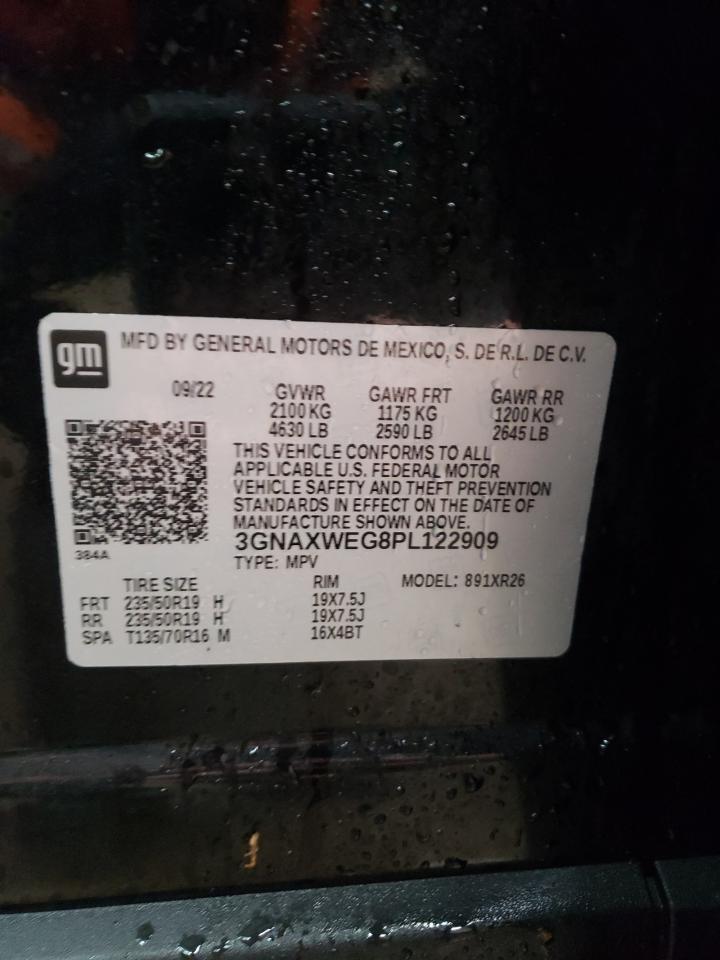 gm MFD BY GENERAL MOTORS DE MEXICO, S. DE R.L. DE C.V.
09/22 GVWR GAWR FRT GAWR RR
2100 KG 1175 KG 1200 KG
4630 LB 2590 LB 2645 LB
THIS VEHICLE CONFORMS TO ALL
APPLICABLE U.S. FEDERAL MOTOR
VEHICLE SAFETY AND THEFT PREVENTION
STANDARDS IN EFFECT ON THE DATE OF
MANUFACTURE SHOWN ABOVE.
3GNAXWEG8PL122909
384A
TYPE: MPV
TIRE SIZE RIM MODEL: 891XR26
FRT 235/50R19 H 19X7.5J
RR 235/50R19 H 19X7.5J
SPA T135/70R16 M 16X4BT